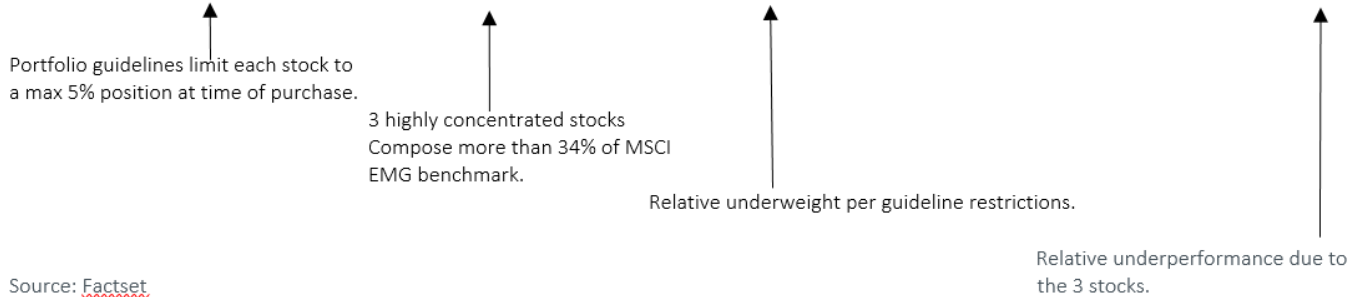 Portfolio guidelines limit each stock to
a max 5% position at time of purchase.
3 highly concentrated stocks
Compose more than 34% of MSCI
EMG benchmark.
Relative underweight per guideline restrictions.
Relative underperformance due to
the 3 stocks.
Source: Factset